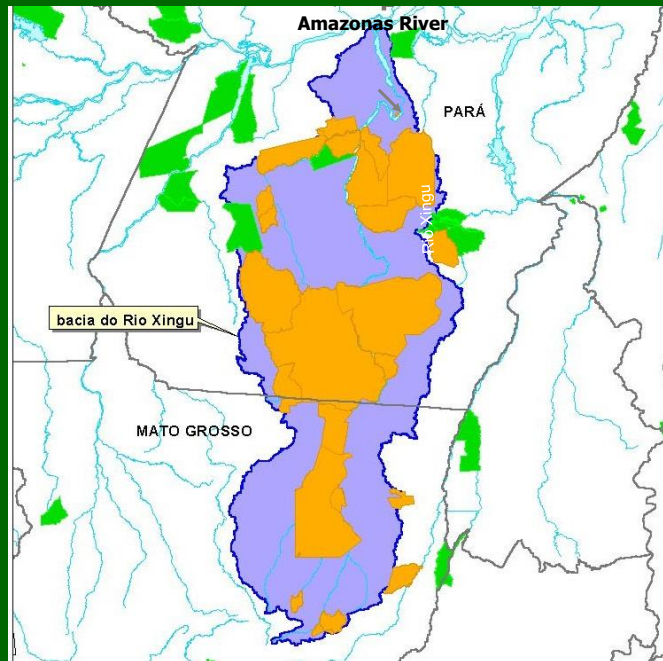 Amazonas River
PARÁ
Rio Xingu
bacia do Rio Xingu
MATO GROSSO